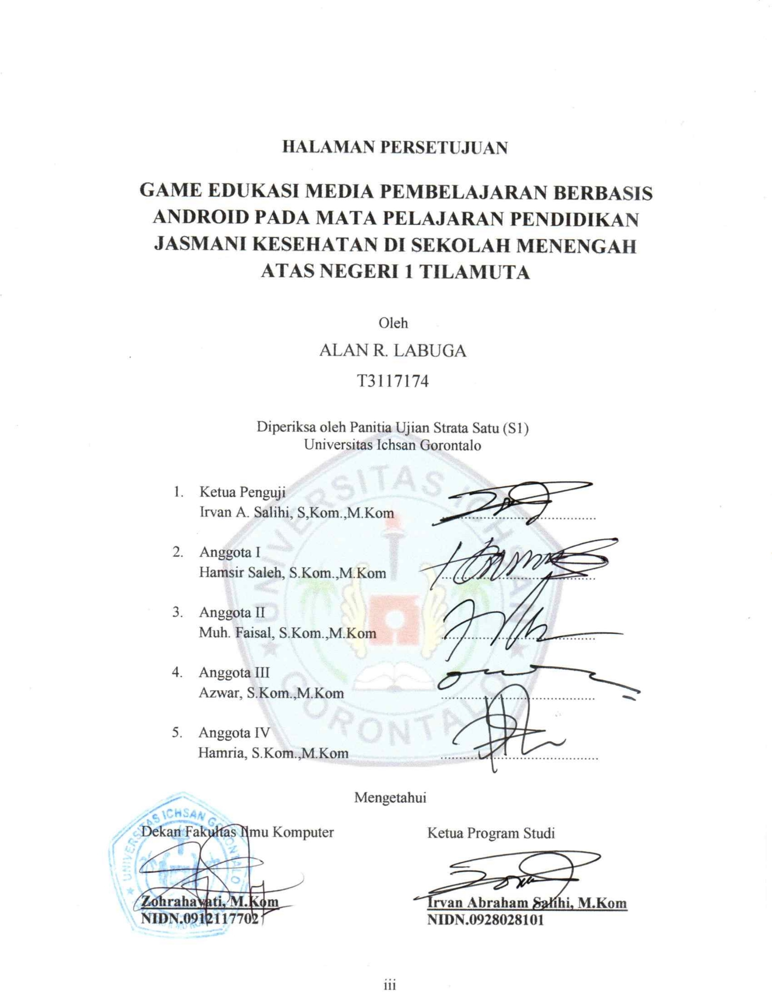 HALAMAN PERSETUJUAN
GAME EDUKASI MEDIA PEMBELAJARAN BERBASIS
ANDROID PADA MATA PELAJARAN PENDIDIKAN
JASMANI KESEHATAN DI SEKOLAH MENENGAH
ATAS NEGERI 1 TILAMUTA
Oleh
ALAN R. LABUGA
T3117174
Diperiksa oleh Panitia Ujian Strata Satu (S1)
Universitas Ichsan Gorontalo
UNIVERSITAS ICHSAN
GORONTALO
1. Ketua Penguji
Irvan A. Salihi, S,Kom.,M.Kom
2. Anggota I
Hamsir Saleh, S.Kom.,M.Kom
3. Anggota II
Muh. Faisal, S.Kom.,M.Kom
4. Anggota III
Azwar, S.Kom.,M.Kom
5. Anggota IV
Hamria, S.Kom.,M.Kom
Mengetahui
UNIVERSITAS ICHSAN GORONTALO
Dekan Fakultas Ilmu Komputer
Ketua Program Studi
Zohrahayati, M.Kom
NIDN.0912117702
Irvan Abraham Salihi, M.Kom
NIDN.0928028101
iii